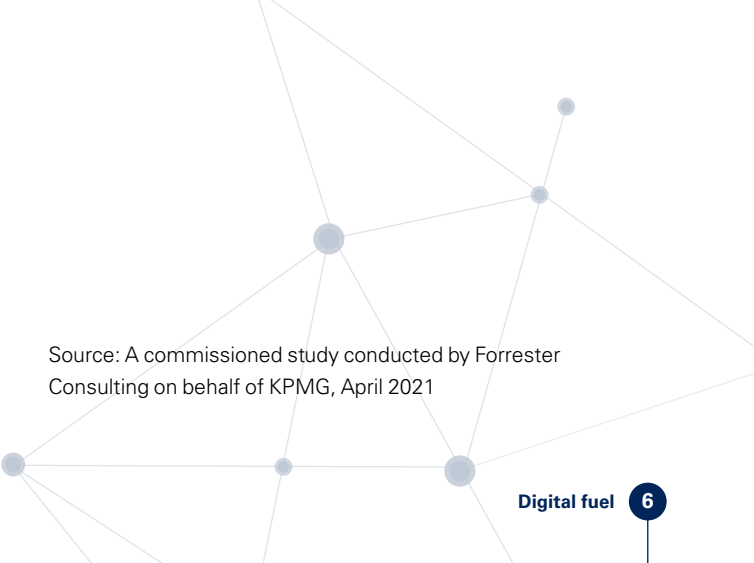 Source: A commissioned study conducted by Forrester
Consulting on behalf of KPMG, April 2021
Digital fuel 6